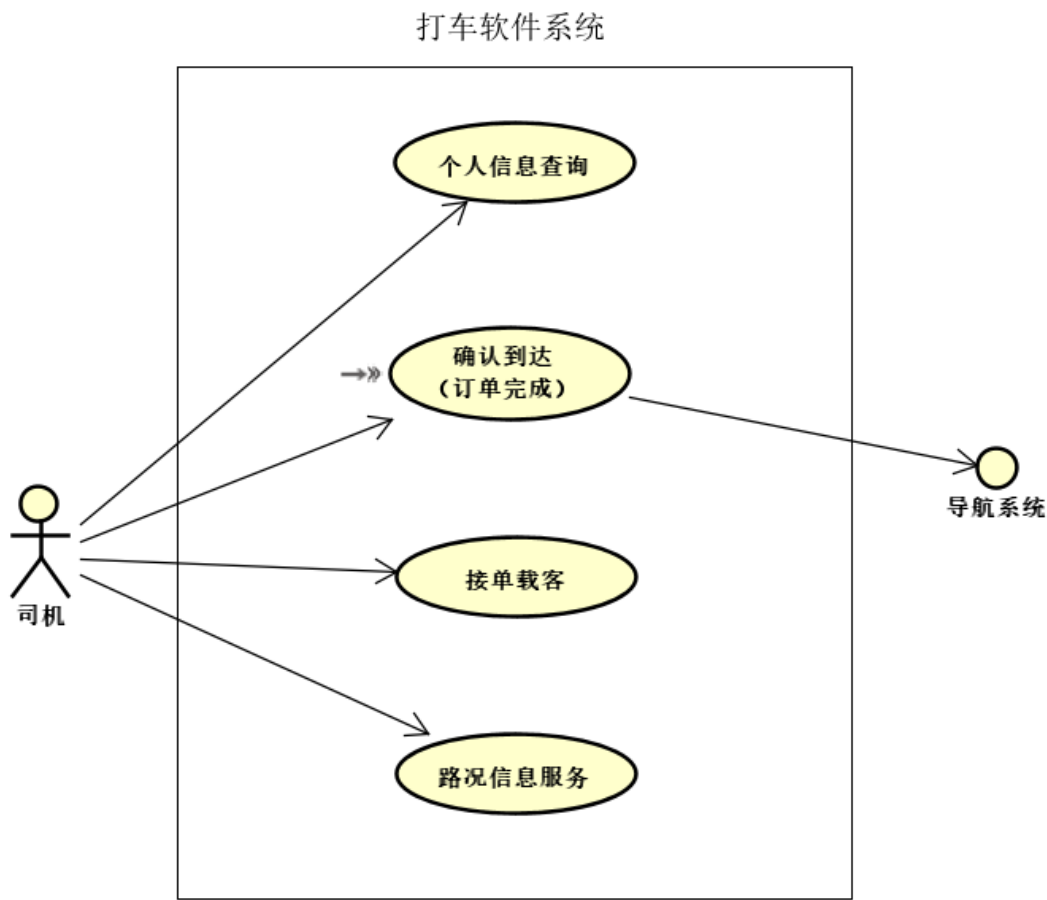 打车软件系统
个人信息查询
确认到达
（订单完成）
导航系统
接单载客
司机
路况信息服务